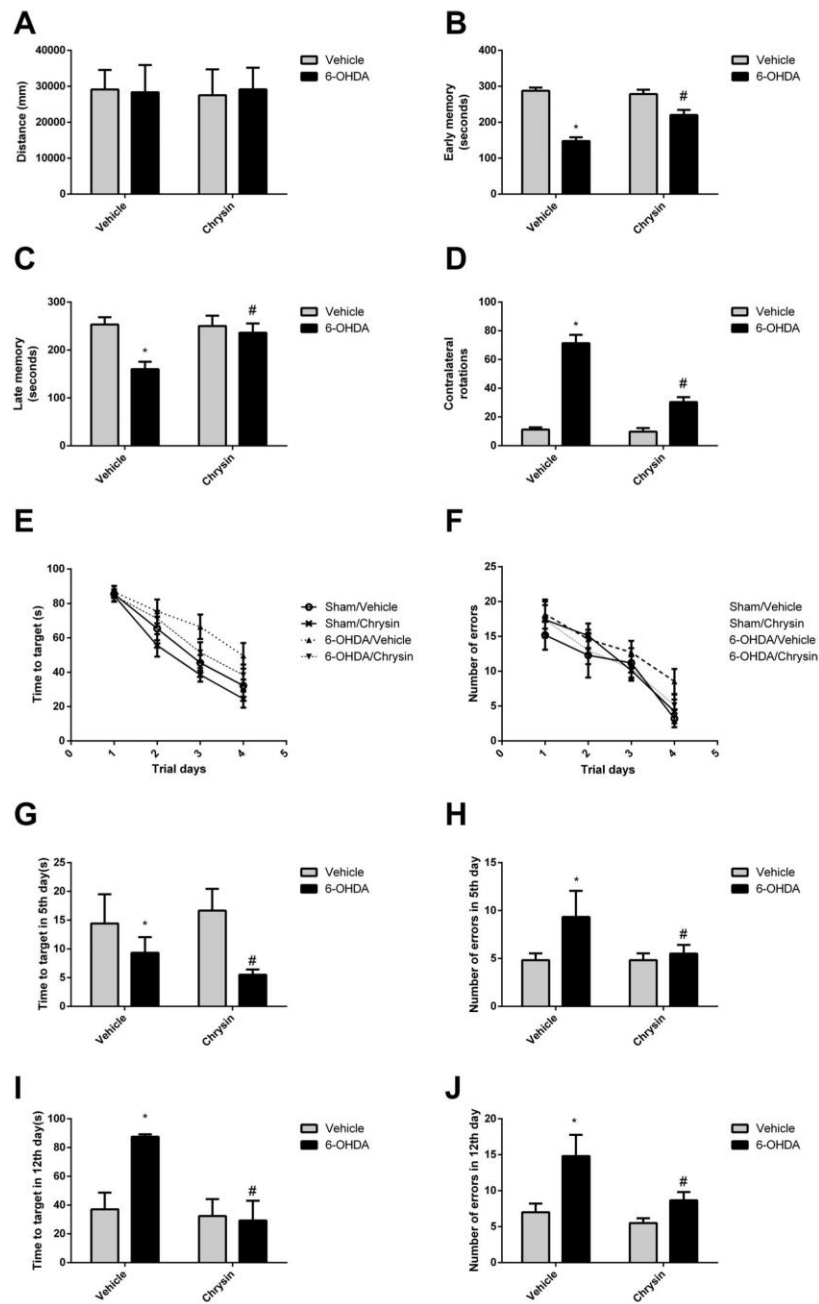 A
Distance (mm)
40000
30000
20000
10000
0
Vehicle
Chrysin
Vehicle
6-OHDA
B
Early memory
(seconds)
400
300
200
100
0
*
#
Vehicle
Chrysin
Vehicle
6-OHDA
C
Late memory
(seconds)
300
200
100
0
*
#
Vehicle
Chrysin
Vehicle
6-OHDA
D
Contralateral
rotations
100
80
60
40
20
0
*
#
Vehicle
Chrysin
Vehicle
6-OHDA
E
Time to target (s)
100
80
60
40
20
0
0
1
2
3
4
5
Trial days
Sham/Vehicle
Sham/Chrysin
6-OHDA/Vehicle
6-OHDA/Chrysin
F
Number of errors
25
20
15
10
5
0
0
1
2
3
4
5
Trial days
Sham/Vehicle
Sham/Chrysin
6-OHDA/Vehicle
6-OHDA/Chrysin
G
Time to target in 5th day(s)
25
20
15
10
5
0
*
#
Vehicle
Chrysin
Vehicle
6-OHDA
H
Number of errors in 5th day
15
10
5
0
*
#
Vehicle
Chrysin
Vehicle
6-OHDA
I
Time to target in 12th day(s)
100
80
60
40
20
0
*
#
Vehicle
Chrysin
Vehicle
6-OHDA
J
Number of errors in 12th day
20
15
10
5
0
*
#
Vehicle
Chrysin
Vehicle
6-OHDA